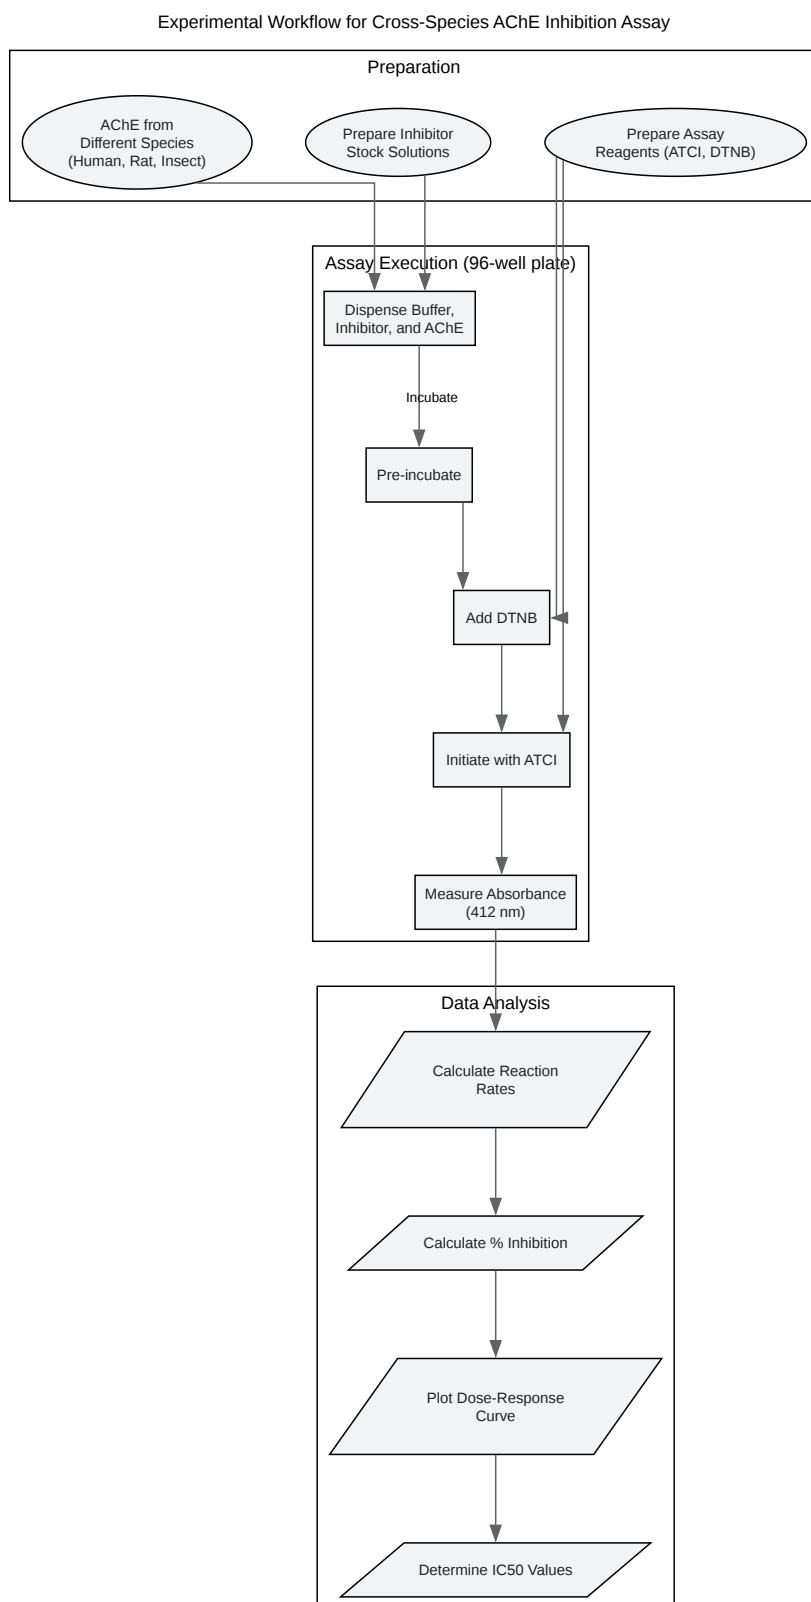 Experimental Workflow for Cross-Species AChE Inhibition Assay
Preparation
AChE from
Different Species
(Human, Rat, Insect)
Prepare Inhibitor
Stock Solutions
Prepare Assay
Reagents (ATCI, DTNB)
Assay Execution (96-well plate)
Dispense Buffer,
Inhibitor, and AChE
Incubate
Pre-incubate
Add DTNB
Initiate with ATCI
Measure Absorbance
(412 nm)
Data Analysis
Calculate Reaction
Rates
Calculate % Inhibition
Plot Dose-Response
Curve
Determine IC50 Values